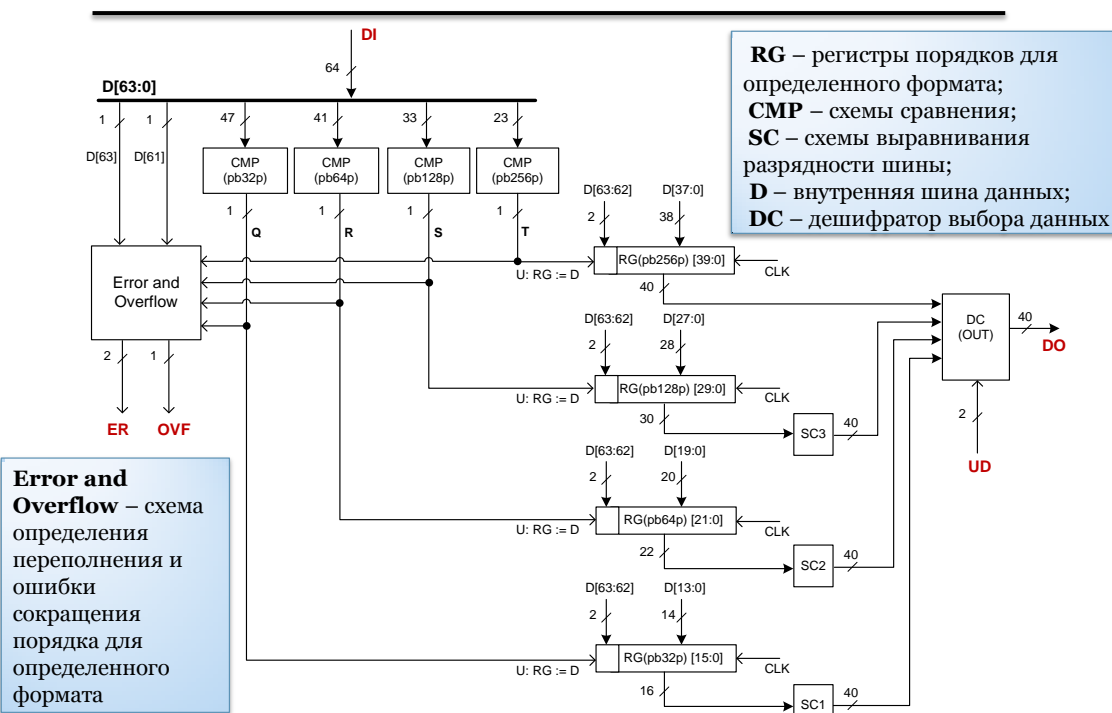 DI
64
D[63:0]
1
1
47
41
33
23
D[63]
D[61]
CMP
(pb32p)
CMP
(pb64p)
CMP
(pb128p)
CMP
(pb256p)
1
1
1
1
Q
R
S
T
RG – регистры порядков для
определенного формата;
CMP – схемы сравнения;
SC – схемы выравнивания
разрядности шины;
D – внутренняя шина данных;
DC – дешифратор выбора данных
D[63:62]
D[37:0]
2
38
U: RG := D
RG(pb256p) [39:0]
CLK
40
Error and
Overflow
2
1
ER
OVF
D[63:62]
D[27:0]
2
28
U: RG := D
RG(pb128p) [29:0]
CLK
30
SC3
40
DC
(OUT)
40
DO
2
UD
D[63:62]
D[19:0]
2
20
U: RG := D
RG(pb64p) [21:0]
CLK
22
SC2
40
D[63:62]
D[13:0]
2
14
U: RG := D
RG(pb32p) [15:0]
CLK
16
SC1
40
Error and
Overflow – схема
определения
переполнения и
ошибки
сокращения
порядка для
определенного
формата